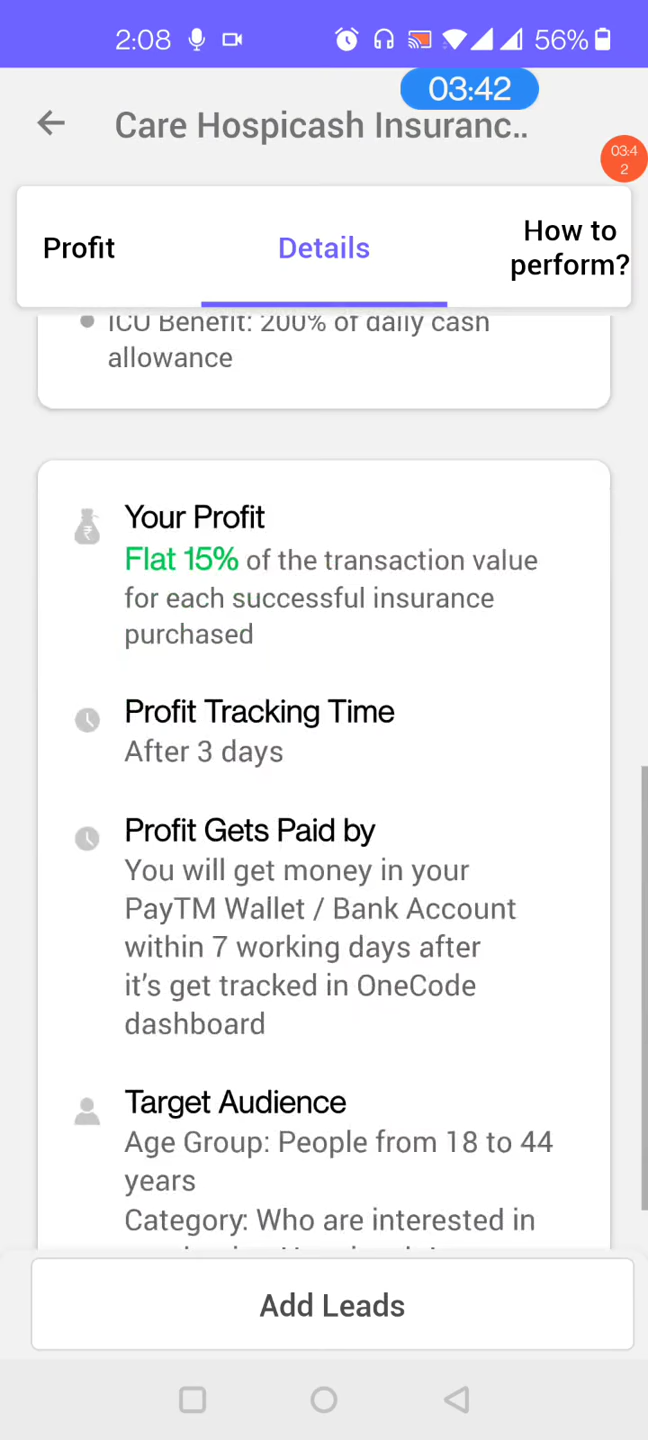 2:08
56%
03:42
Care Hospicash Insuranc..
03:4
2
Profit
Details
How to
perform?
ICU Benefit: 200% of daily cash
allowance
Your Profit
Flat 15% of the transaction value
for each successful insurance
purchased
Profit Tracking Time
After 3 days
Profit Gets Paid by
You will get money in your
PayTM Wallet / Bank Account
within 7 working days after
it’s get tracked in OneCode
dashboard
Target Audience
Age Group: People from 18 to 44
years
Category: Who are interested in
Add Leads